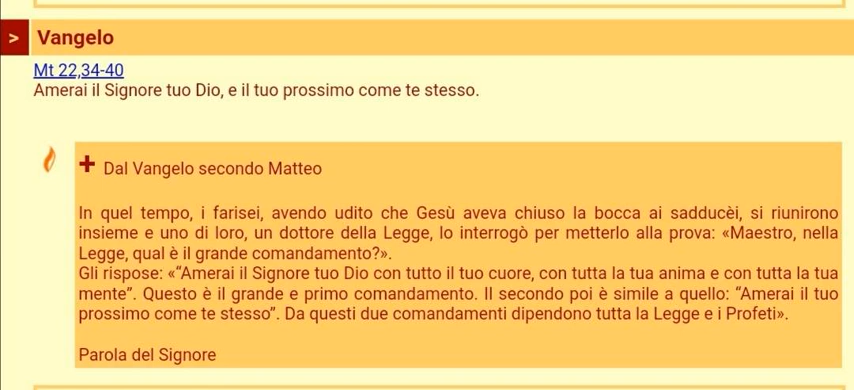 > Vangelo
Mt 22,34-40
Amerai il Signore tuo Dio, e il tuo prossimo come te stesso.
+ Dal Vangelo secondo Matteo
In quel tempo, i farisei, avendo udito che Gesù aveva chiuso la bocca ai sadducèi, si riunirono
insieme e uno di loro, un dottore della Legge, lo interrogò per metterlo alla prova: «Maestro, nella
Legge, qual è il grande comandamento?».
Gli rispose: «“Amerai il Signore tuo Dio con tutto il tuo cuore, con tutta la tua anima e con tutta la tua
mente”. Questo è il grande e primo comandamento. Il secondo poi è simile a quello: “Amerai il tuo
prossimo come te stesso”. Da questi due comandamenti dipendono tutta la Legge e i Profeti».
Parola del Signore